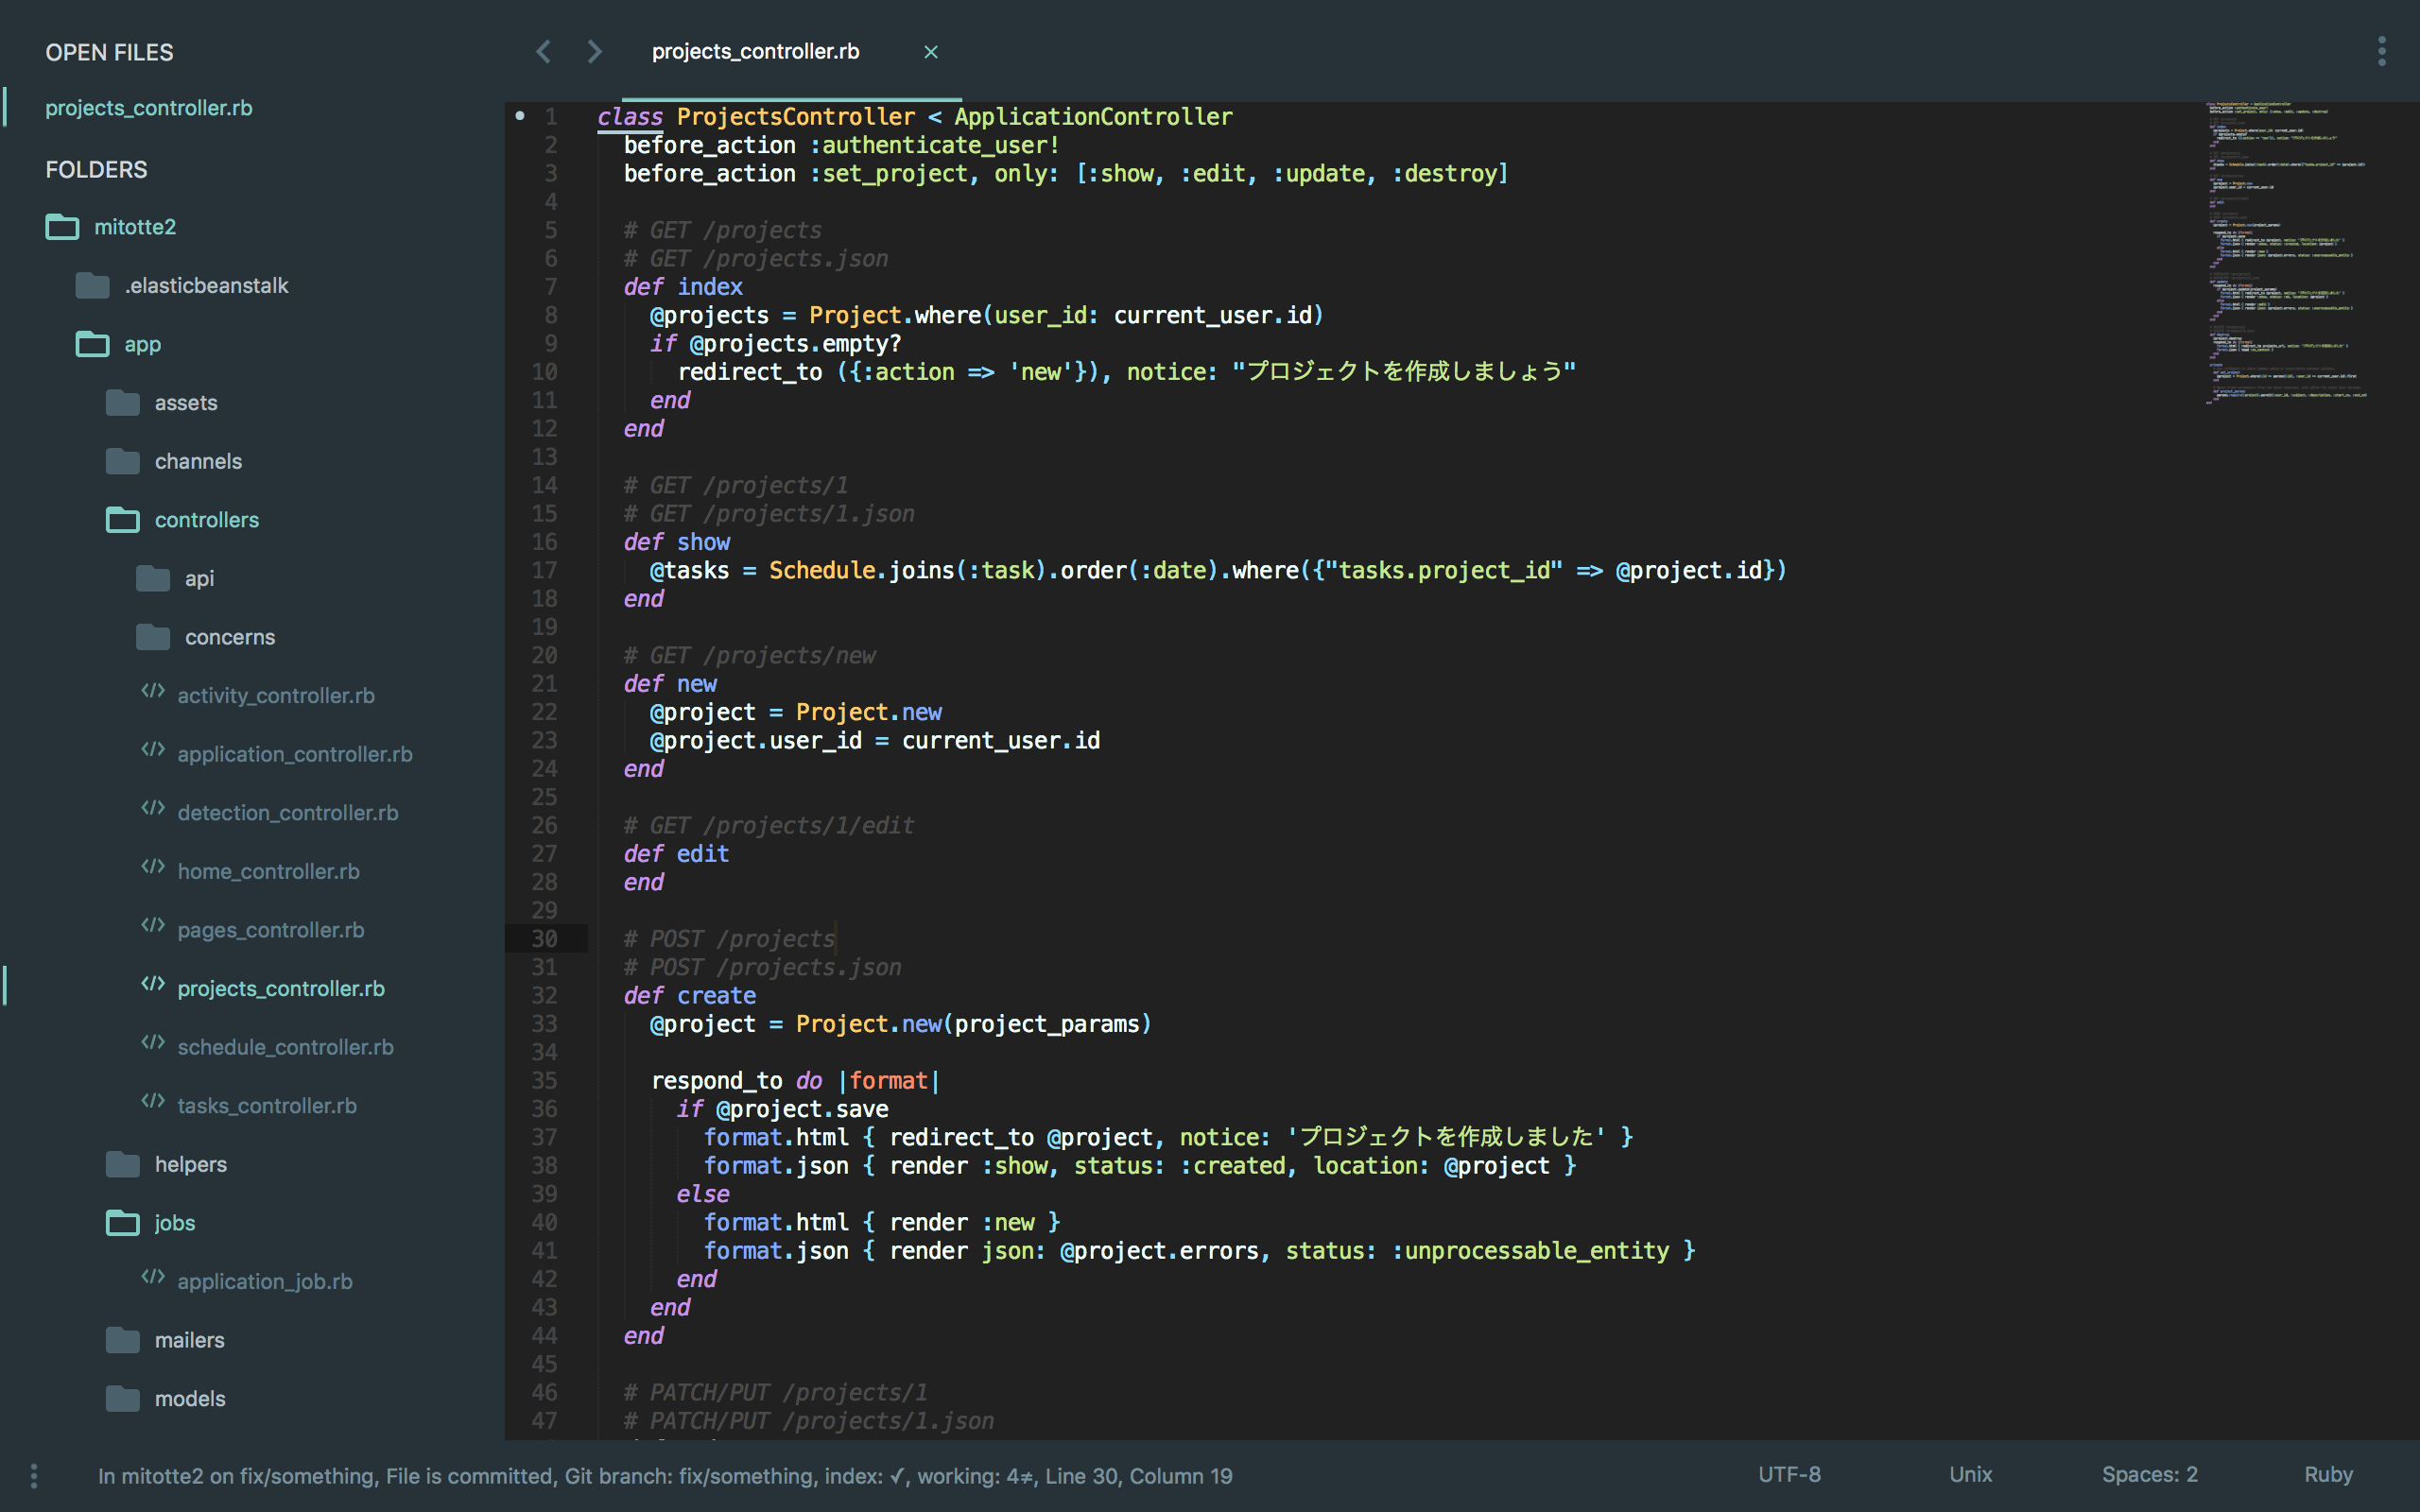 OPEN FILES
projects_controller.rb
FOLDERS
mitotte2
.elasticbeanstalk
app
assets
channels
controllers
api
concerns
activity_controller.rb
application_controller.rb
detection_controller.rb
home_controller.rb
pages_controller.rb
projects_controller.rb
schedule_controller.rb
tasks_controller.rb
helpers
jobs
application_job.rb
mailers
models
projects_controller.rb ×
1 class ProjectsController < ApplicationController
2   before_action :authenticate_user!
3   before_action :set_project, only: [:show, :edit, :update, :destroy]
4
5   # GET /projects
6   # GET /projects.json
7   def index
8     @projects = Project.where(user_id: current_user.id)
9     if @projects.empty?
10       redirect_to ({:action => 'new'}), notice: "プロジェクトを作成しましょう"
11     end
12   end
13
14   # GET /projects/1
15   # GET /projects/1.json
16   def show
17     @tasks = Schedule.joins(:task).order(:date).where({"tasks.project_id" => @project.id})
18   end
19
20   # GET /projects/new
21   def new
22     @project = Project.new
23     @project.user_id = current_user.id
24   end
25
26   # GET /projects/1/edit
27   def edit
28   end
29
30   # POST /projects
31   # POST /projects.json
32   def create
33     @project = Project.new(project_params)
34
35     respond_to do |format|
36       if @project.save
37         format.html { redirect_to @project, notice: 'プロジェクトを作成しました' }
38         format.json { render :show, status: :created, location: @project }
39       else
40         format.html { render :new }
41         format.json { render json: @project.errors, status: :unprocessable_entity }
42       end
43     end
44   end
45
46   # PATCH/PUT /projects/1
47   # PATCH/PUT /projects/1.json
In mitotte2 on fix/something, File is committed, Git branch: fix/something, index: ✓, working: 4≠, Line 30, Column 19
UTF-8
Unix
Spaces: 2
Ruby